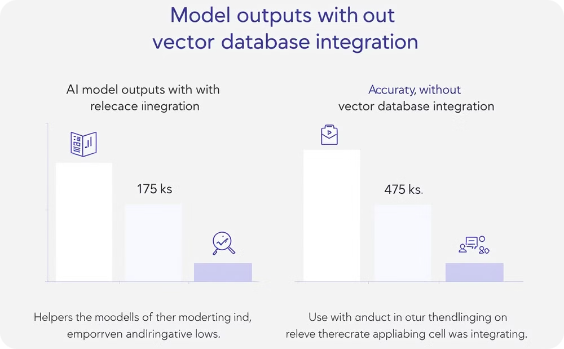 Model outputs with out
vector database integration
AI model outputs with with
relecace iinegration
175 ks
Accuraty, without
vector database integration
475 ks.
Helpers the moodells of ther moderting ind,
emporrven andlringative lows.
Use with anduct in otur thendlinging on
releve therecrate appliabing cell was integrating.